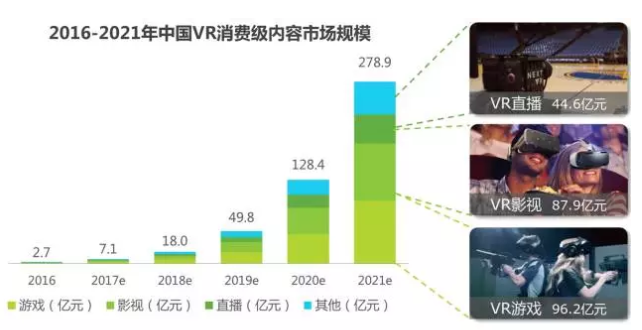 2016-2021年中国VR消费级内容市场规模
278.9
128.4
49.8
18.0
7.1
2.7
2016 2017e 2018e 2019e 2020e 2021e
游戏（亿元） 影视（亿元） 直播（亿元） 其他（亿元）
NEXT VR
VR直播 44.6亿元
VR影视 87.9亿元
VR游戏 96.2亿元